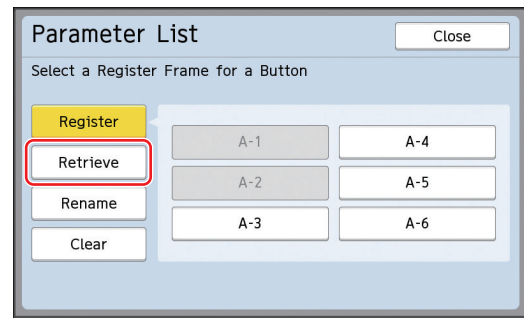 Parameter List
Close
Select a Register Frame for a Button
Register
Retrieve
Rename
Clear
A-1
A-4
A-2
A-5
A-3
A-6